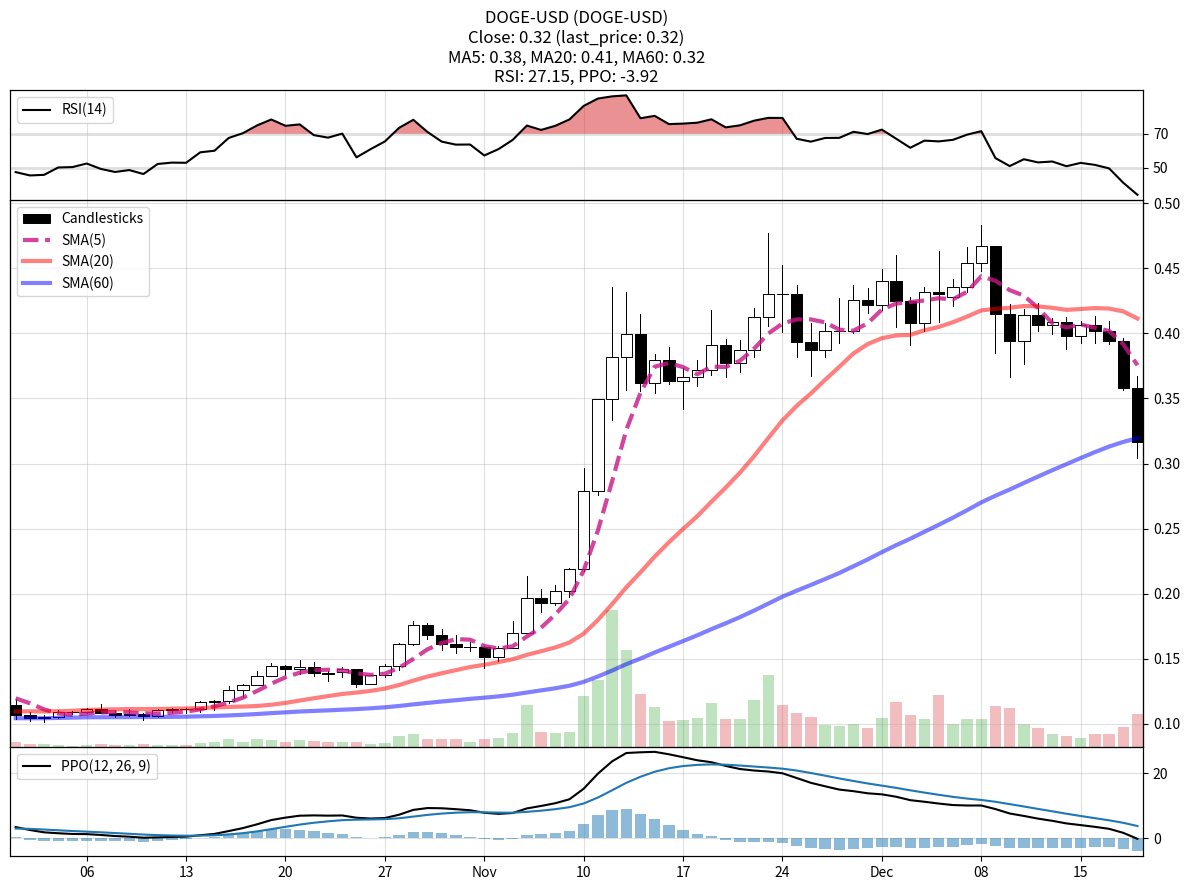 DOGE-USD (DOGE-USD)
Close: 0.32 (last_price: 0.32)
MA5: 0.38, MA20: 0.41, MA60: 0.32
RSI: 27.15, PPO: -3.92
RSI(14)
70
50
Candlesticks
SMA(5)
SMA(20)
SMA(60)
0.50
0.45
0.40
0.35
0.30
0.25
0.20
0.15
0.10
PPO(12, 26, 9)
20
0
06 13 20 27 Nov 10 17 24 Dec 08 15